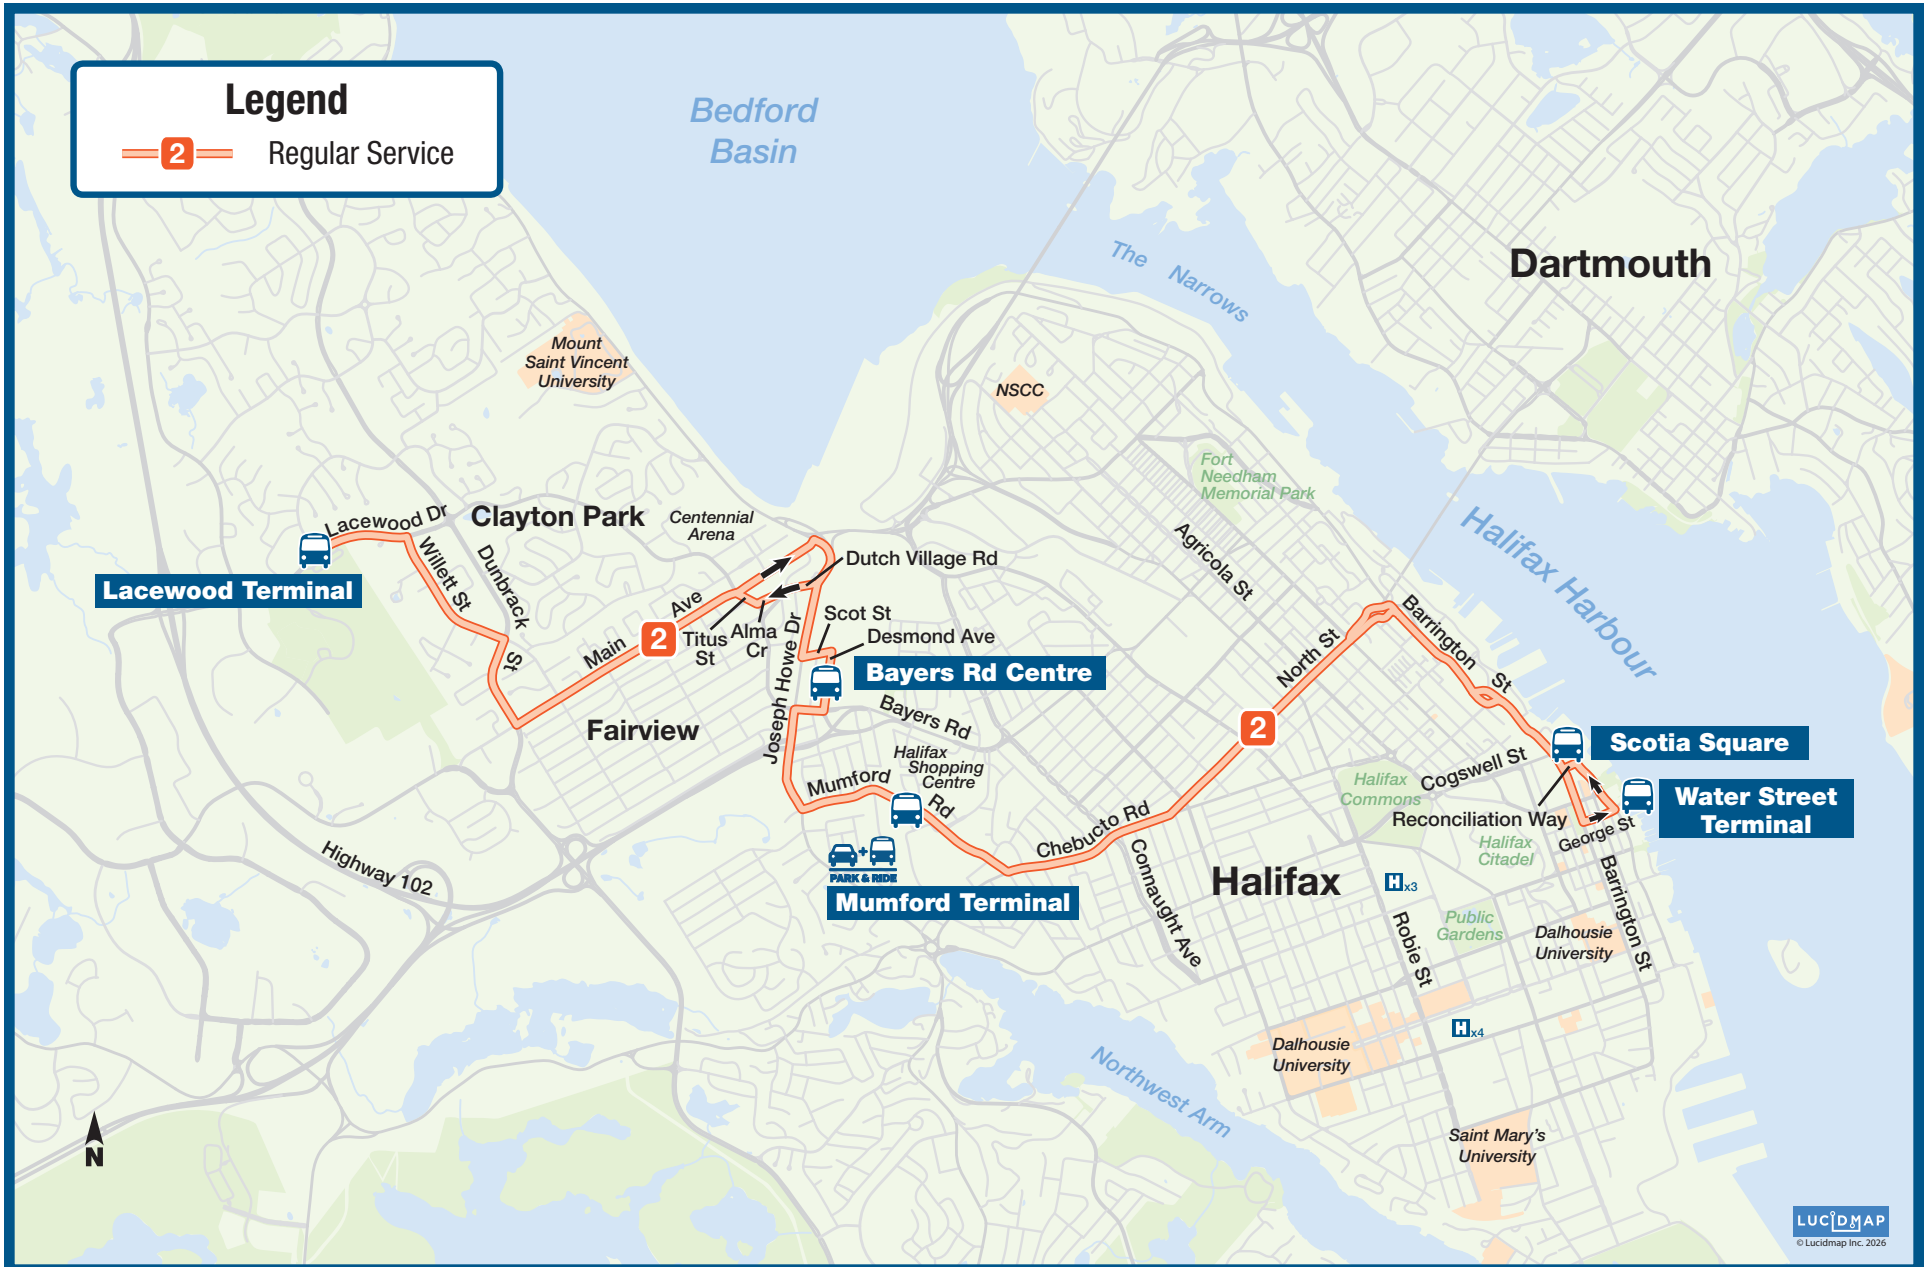 Legend
2
Regular Service
Bedford
Basin
The Narrows
Dartmouth
Mount
Saint Vincent
University
NSCC
Fort
Needham
Memorial Park
Halifax Harbour
Lacewood Dr
Clayton Park
Centennial
Arena
Lacewood Terminal
Willett St
Dunbrack
St
Dutch Village Rd
Agricola St
Main
Ave
2
Titus
St
Alma
Cr
Scot St
Desmond Ave
Joseph Howe Dr
Bayers Rd Centre
Fairview
Bayers Rd
Halifax
Shopping
Centre
Mumford
Rd
PARK & RIDE
Mumford Terminal
North St
Barrington
St
2
Scotia Square
Cogswell St
Halifax
Commons
Reconciliation Way
Water Street
Terminal
George St
Halifax
Citadel
Chebucto Rd
Connaught Ave
Halifax
Highway 102
H x3
Robie St
Public
Gardens
Dalhousie
University
Barrington St
H x4
Dalhousie
University
Northwest Arm
Saint Mary's
University
N
LUCIDMAP
© Lucidmap Inc. 2026